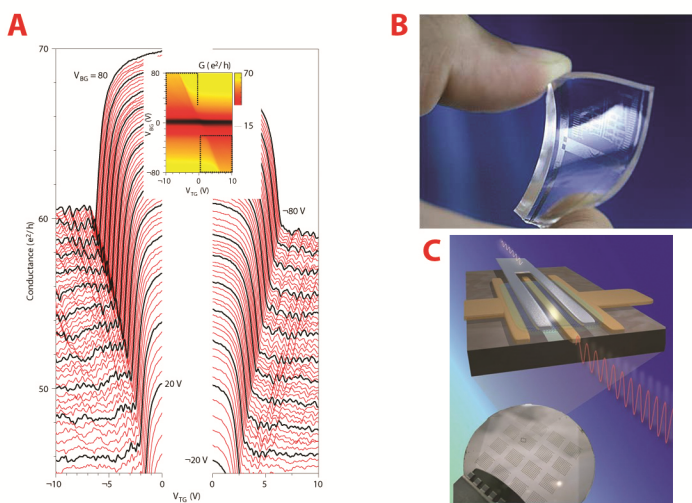 A
70
60
50
Conductance (e²/h)
V_BG = 80
G (e²/h)
80
0
¬80
V_BG (V)
−10
0
10
V_TG (V)
70
15
¬80 V
20 V
¬20 V
−10
−5
0
0
5
10
V_TG (V)
B
C